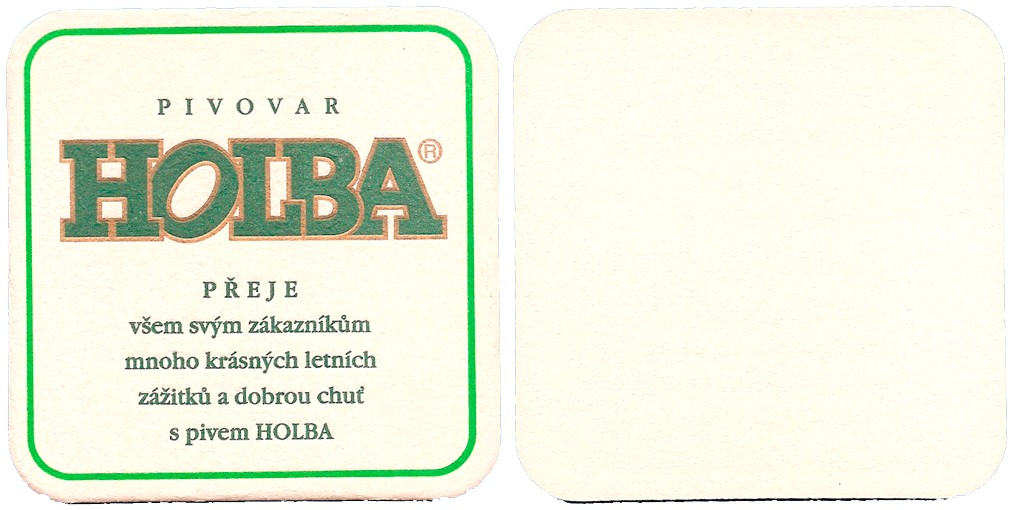 PIVOVAR
HOLBA®
PŘEJE
všem svým zákazníkům
mnoho krásných letních
zážitků a dobrou chuť
s pivem HOLBA